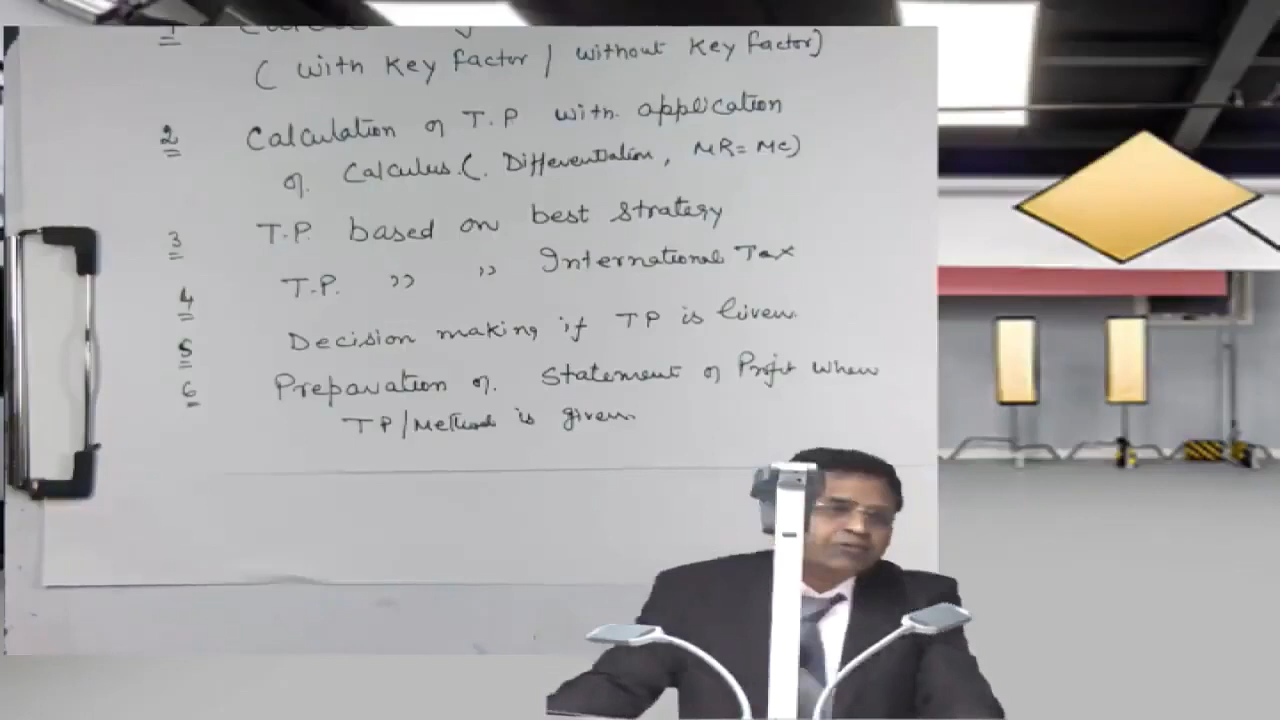 1
( with Key factor / without Key factor)
2 Calculation of T.P with application
of Calculus (. Differentiation, MR = MC)
3 T.P. based on best strategy
4 T.P. ,, ,, International Tax
5 Decision making if TP is Given.
6 Preparation of Statement of Profit when
TP/Method is given.